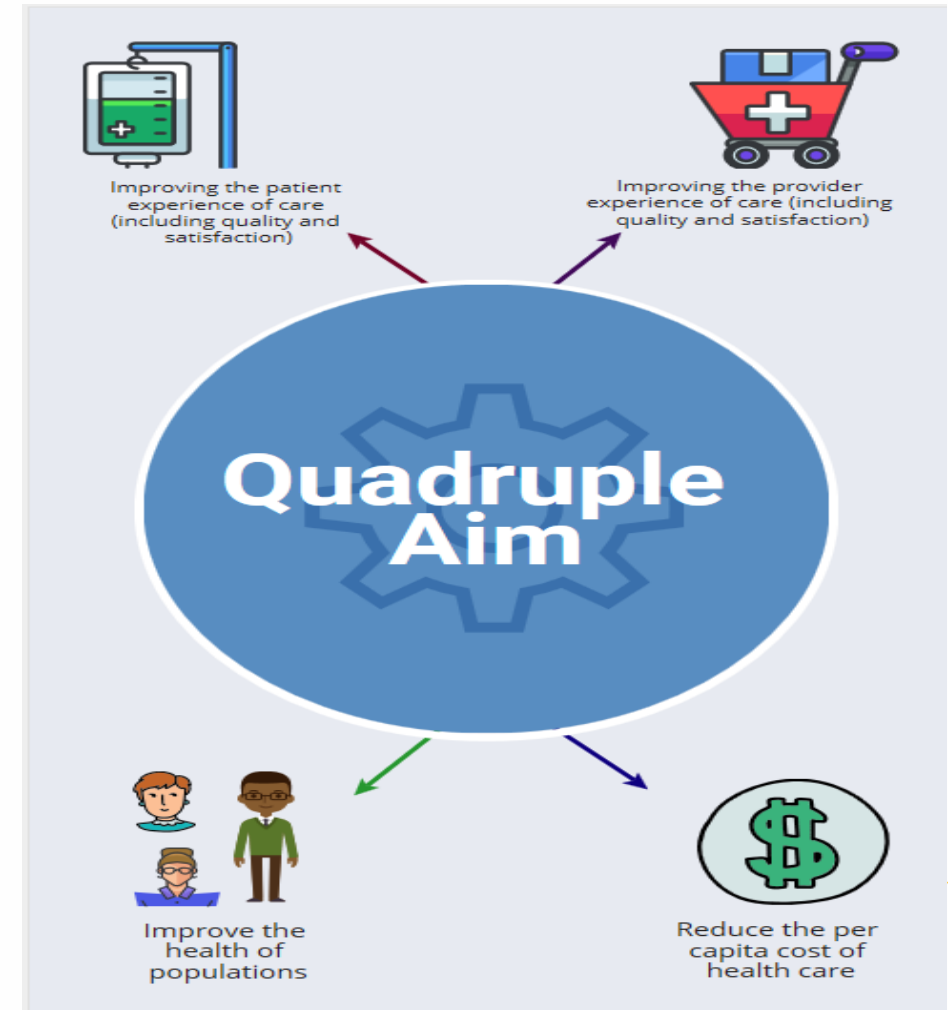 Improving the patient
experience of care
(including quality and
satisfaction)
Improving the provider
experience of care (including
quality and satisfaction)
Quadruple
Aim
Improve the
health of
populations
Reduce the per
capita cost of
health care